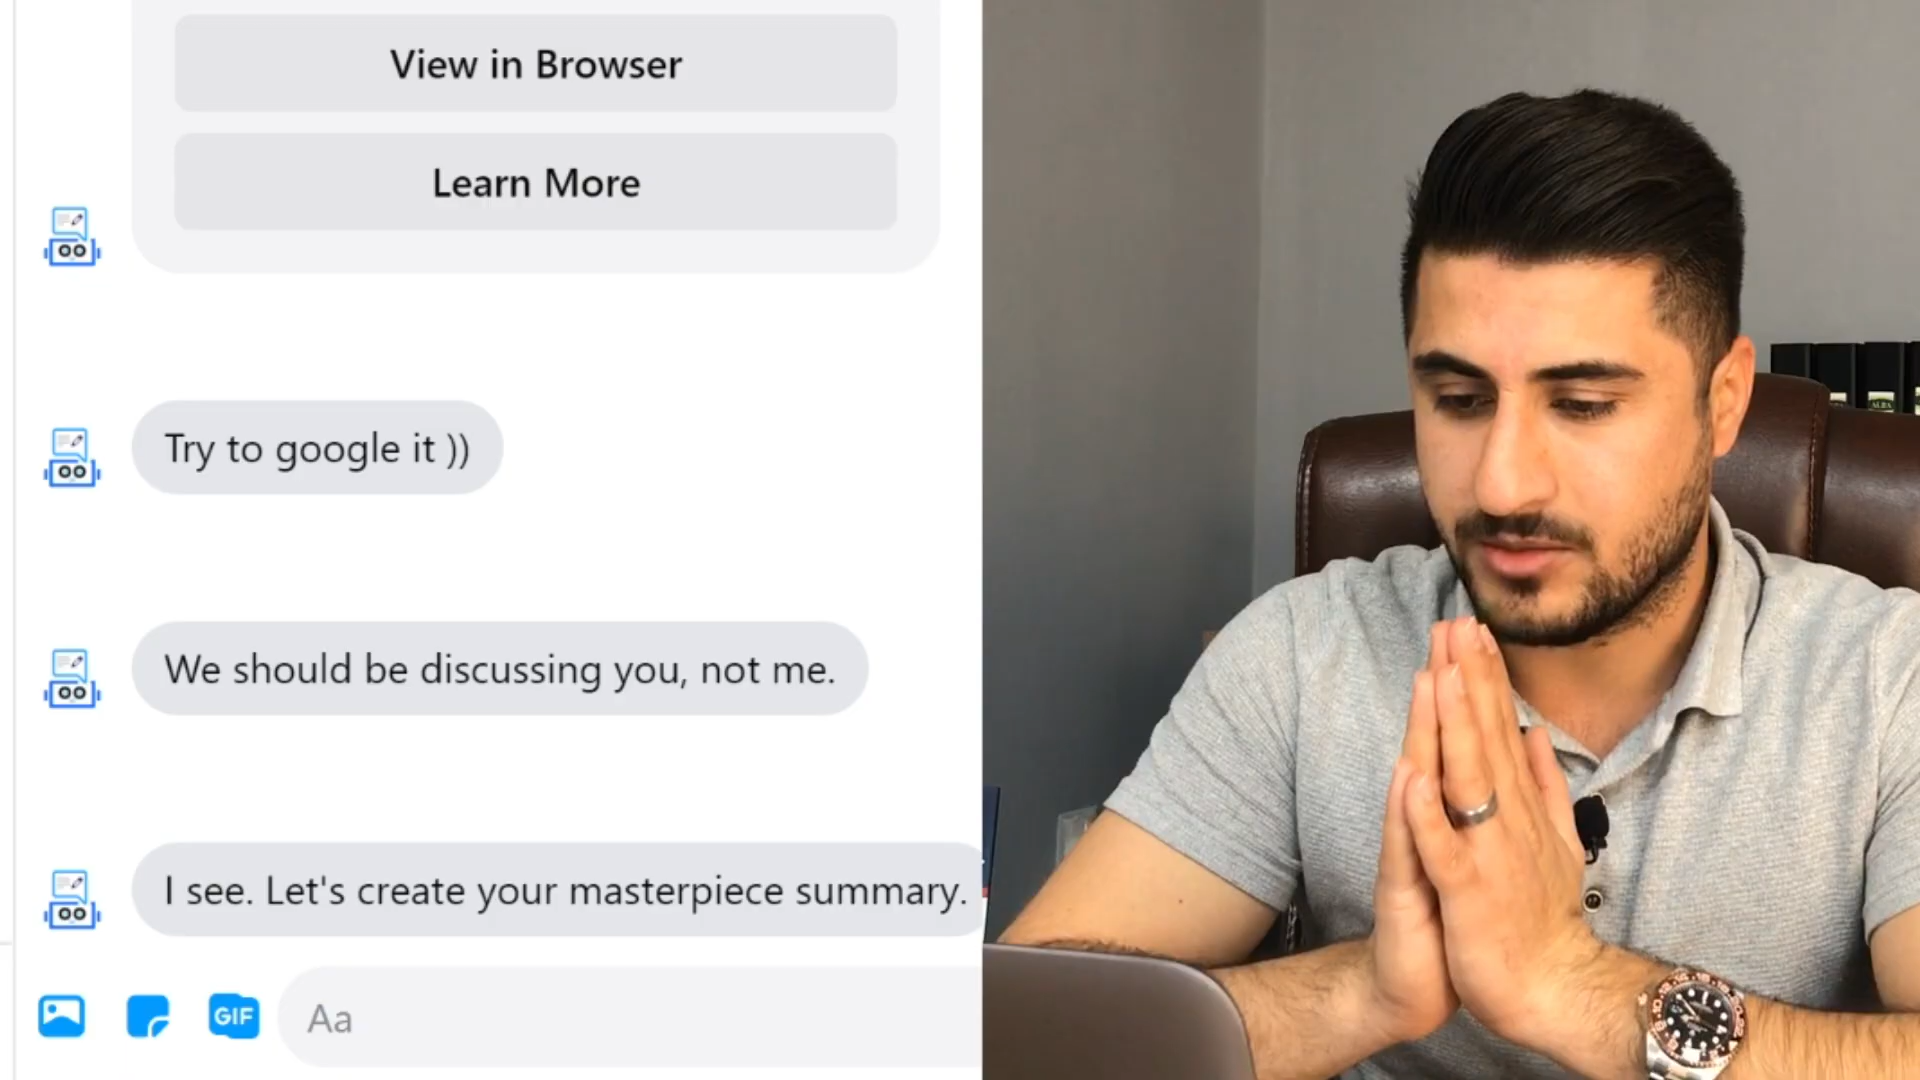 View in Browser
Learn More
Try to google it ))
We should be discussing you, not me.
I see. Let's create your masterpiece summary.
GIF
Aa